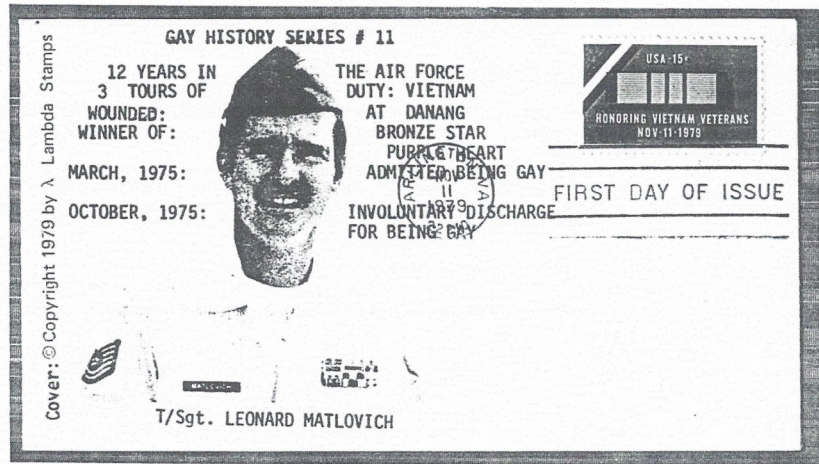 GAY HISTORY SERIES # 11
12 YEARS IN THE AIR FORCE
3 TOURS OF DUTY: VIETNAM
WOUNDED: AT DANANG
WINNER OF: BRONZE STAR
PURPLE HEART
MARCH, 1975: ADMITTED BEING GAY
OCTOBER, 1975: INVOLUNTARY DISCHARGE
FOR BEING GAY
T/Sgt. LEONARD MATLOVICH
MATLOVICH
Cover: © Copyright 1979 by λ Lambda Stamps
USA·15c
HONORING VIETNAM VETERANS
NOV·11·1979
NOV
11
1979
FIRST DAY OF ISSUE